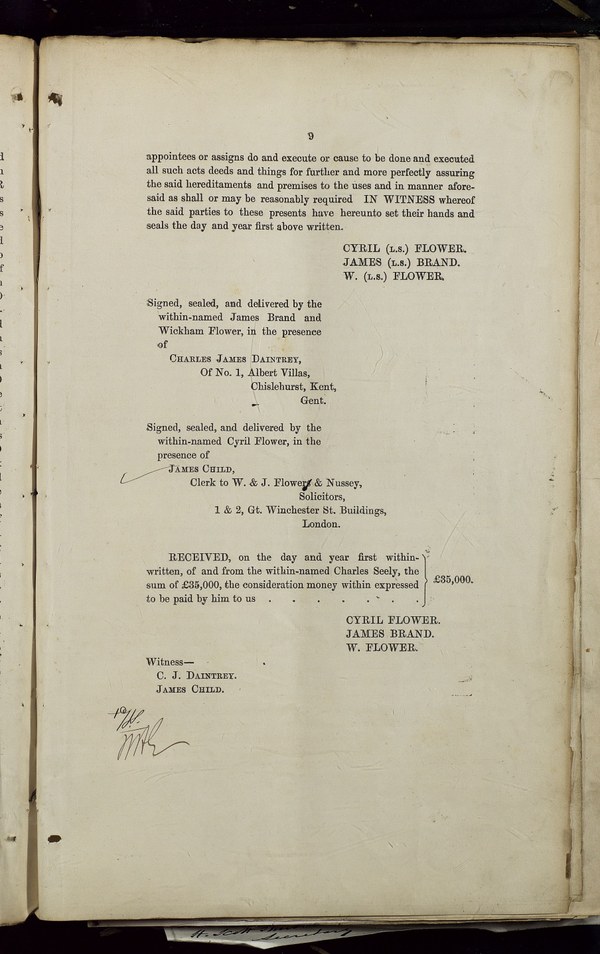 9
appointees or assigns do and execute or cause to be done and executed
all such acts deeds and things for further and more perfectly assuring
the said hereditaments and premises to the uses and in manner afore-
said as shall or may be reasonably required IN WITNESS whereof
the said parties to these presents have hereunto set their hands and
seals the day and year first above written.
CYRIL (L.S.) FLOWER.
JAMES (L.S.) BRAND.
W. (L.S.) FLOWER.
Signed, sealed, and delivered by the
within-named James Brand and
Wickham Flower, in the presence
of
CHARLES JAMES DAINTREY,
Of No. 1, Albert Villas,
Chislehurst, Kent,
Gent.
Signed, sealed, and delivered by the
within-named Cyril Flower, in the
presence of
JAMES CHILD,
Clerk to W. & J. Flower & Nussey,
Solicitors,
1 & 2, Gt. Winchester St. Buildings,
London.
RECEIVED, on the day and year first within-
written, of and from the within-named Charles Seely, the
sum of £35,000, the consideration money within expressed
to be paid by him to us . . . . . . .
£35,000.
CYRIL FLOWER.
JAMES BRAND.
W. FLOWER.
Witness—
C. J. DAINTREY.
JAMES CHILD.